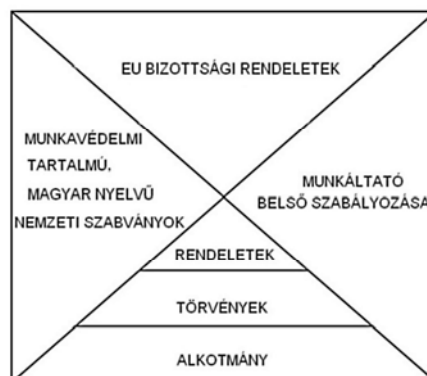 EU BIZOTTSÁGI RENDELETEK
MUNKAVÉDELMI
TARTALMÚ,
MAGYAR NYELVŰ
NEMZETI SZABVÁNYOK
MUNKÁLTATÓ
BELSŐ SZABÁLYOZÁSA
RENDELETEK
TÖRVÉNYEK
ALKOTMÁNY